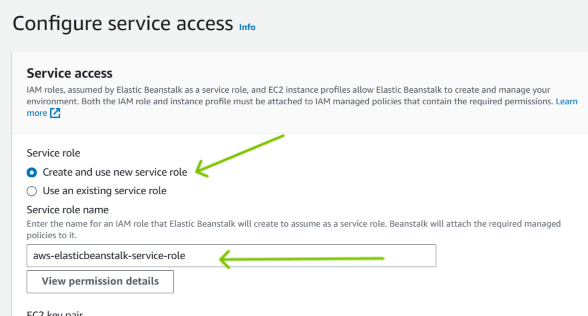 Configure service access Info
Service access
IAM roles, assumed by Elastic Beanstalk as a service role, and EC2 instance profiles allow Elastic Beanstalk to create and manage your
environment. Both the IAM role and instance profile must be attached to IAM managed policies that contain the required permissions. Learn
more
Service role
Create and use new service role
Use an existing service role
Service role name
Enter the name for an IAM role that Elastic Beanstalk will create to assume as a service role. Beanstalk will attach the required managed
policies to it.
aws-elasticbeanstalk-service-role
View permission details
EC2 key pair